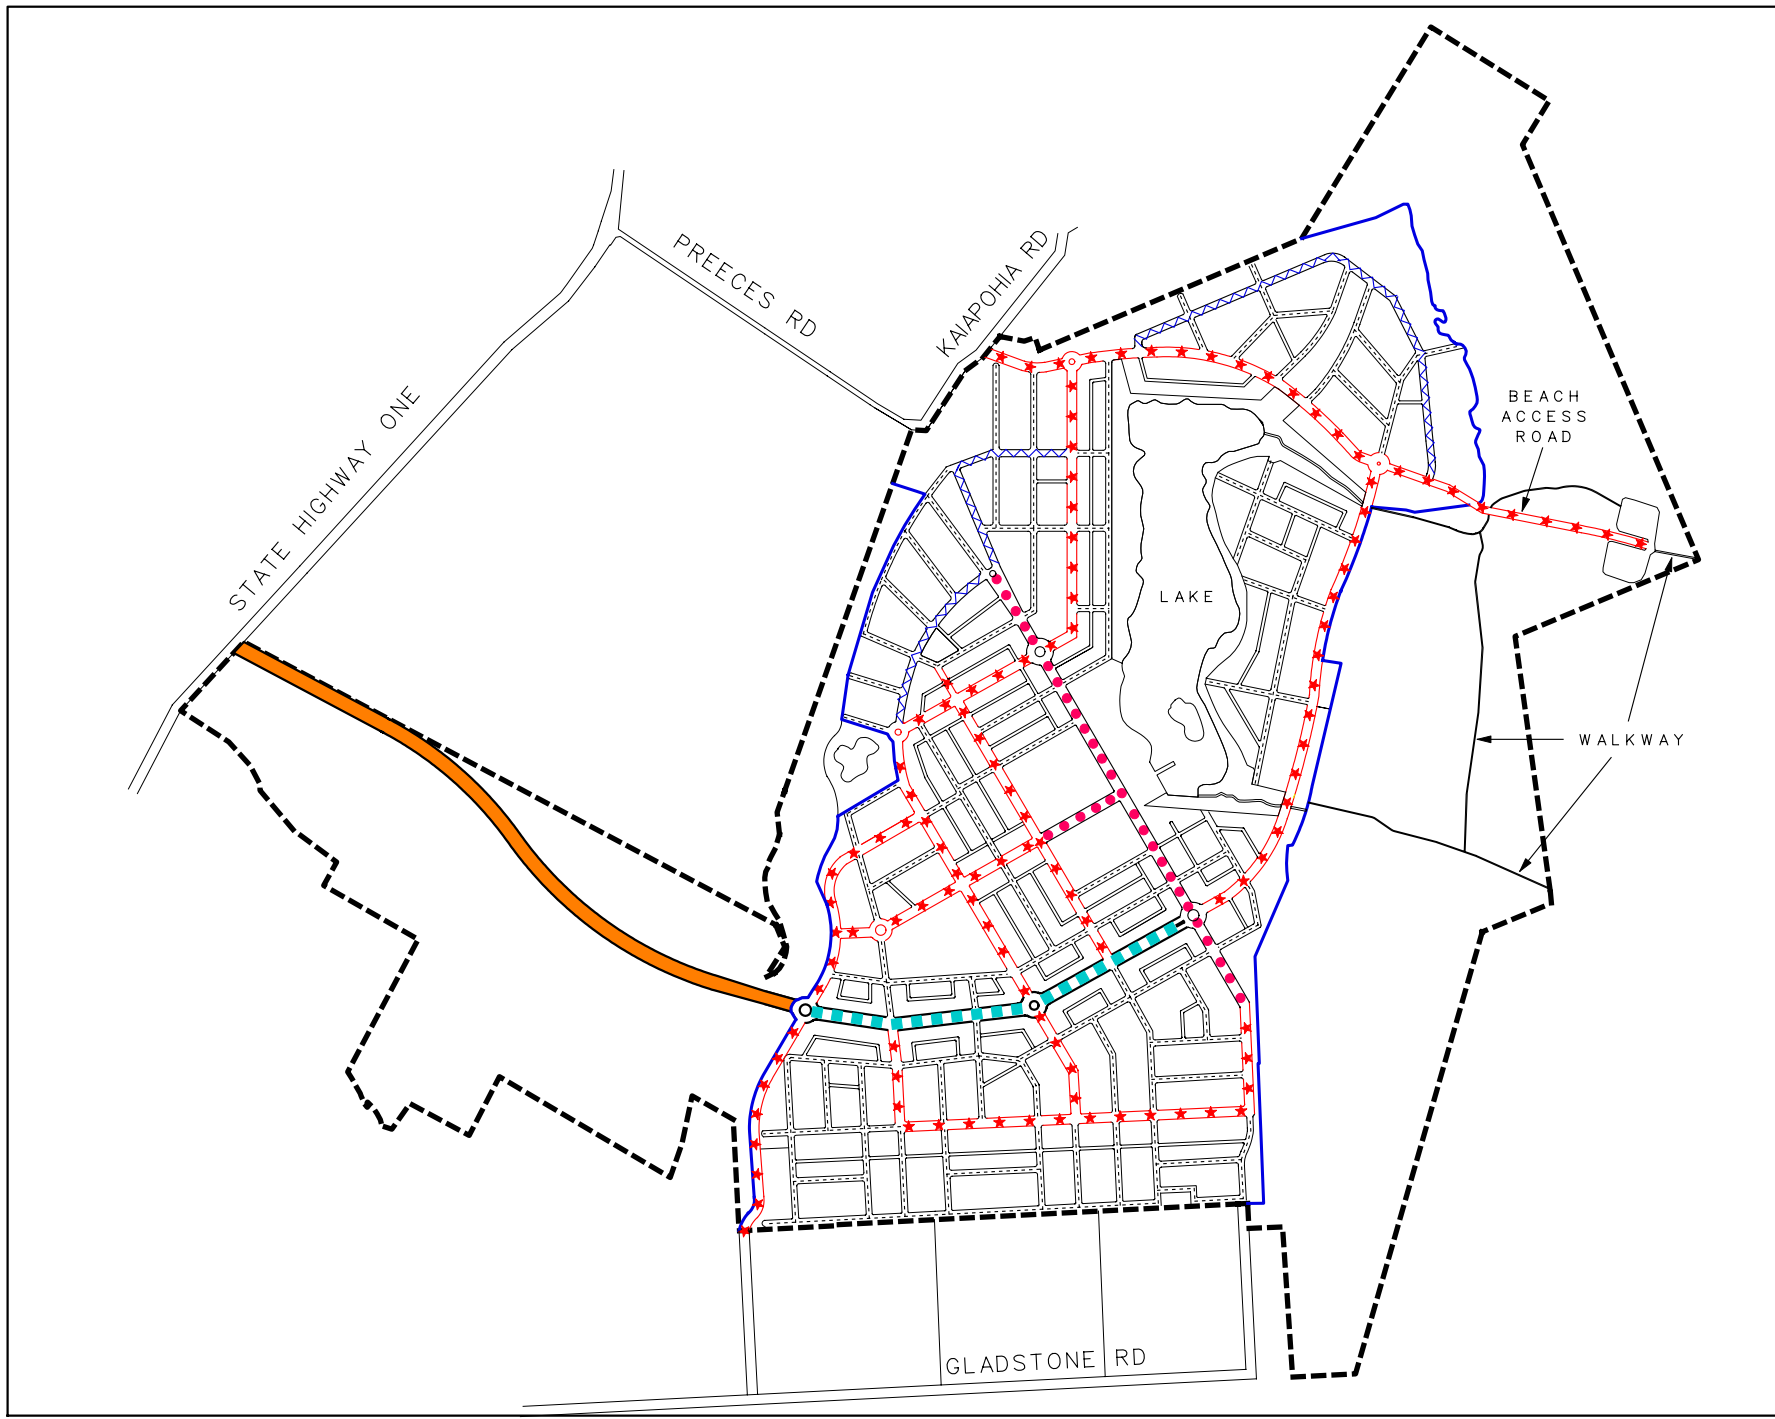 PREECES RD
KAIAPOHIA RD
STATE HIGHWAY ONE
BEACH
ACCESS
ROAD
LAKE
WALKWAY
GLADSTONE RD